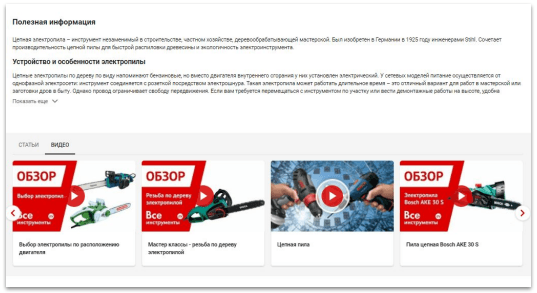 Полезная информация
Цепная электропила – инструмент незаменимый в строительстве, частном хозяйстве, деревообрабатывающей мастерской. Был изобретен в Германии в 1925 году инженерами Stihl. Сочетает
производительность цепной пилы для быстрой распиловки древесины и экологичность электроинструмента.
Устройство и особенности электропилы
Цепные электропилы по виду напоминают бензиновые, но вместо двигателя внутреннего сгорания у них установлен электрический. У сетевых моделей питание осуществляется от
однофазной электросети: инструмент соединяется с розеткой посредством электрошнура. Такая электропила может работать длительное время – это отличный вариант для работ в мастерской или
заготовки дров в быту. Однако провод ограничивает свободу передвижения. Если вам требуется перемещаться с инструментом по участку или вести демонтажные работы на высоте, удобна
Показать еще
СТАТЬИ ВИДЕО
ОБЗОР
Выбор электропил
Все
инструменты
ОБЗОР
Резьба по дереву
электропилой
Все
инструменты
ОБЗОР
Электропила
Bosch AKE 30 S
Все
инструменты
Выбор электропилы по расположению
двигателя
Мастер классы - резьба по дереву
электропилой
Цепная пила
Пила цепная Bosch AKE 30 S